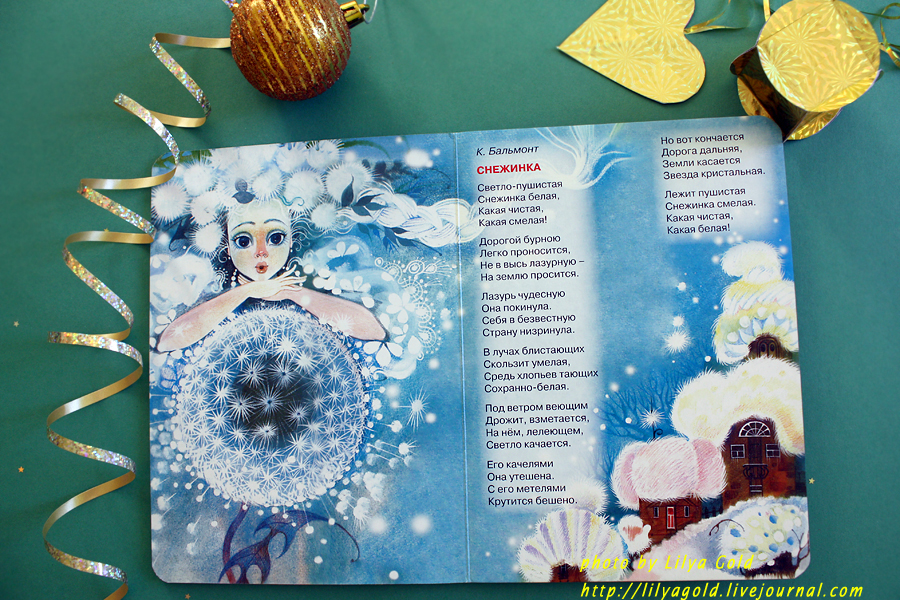 К. Бальмонт
СНЕЖИНКА
Светло-пушистая
Снежинка белая,
Какая чистая,
Какая смелая!
Дорогой бурною
Легко проносится,
Не в высь лазурную –
На землю просится.
Лазурь чудесную
Она покинула.
Себя в безвестную
Страну низринула.
В лучах блистающих
Скользит умелая,
Средь хлопьев тающих
Сохранно-белая.
Под ветром веющим
Дрожит, взметается,
На нём, лелеющем,
Светло качается.
Его качелями
Она утешена.
С его метелями
Крутится бешено.
Но вот кончается
Дорога дальняя,
Земли касается
Звезда кристальная.
Лежит пушистая
Снежинка смелая.
Какая чистая,
Какая белая!
photo by Lilya Gold
http://lilyagold.livejournal.com